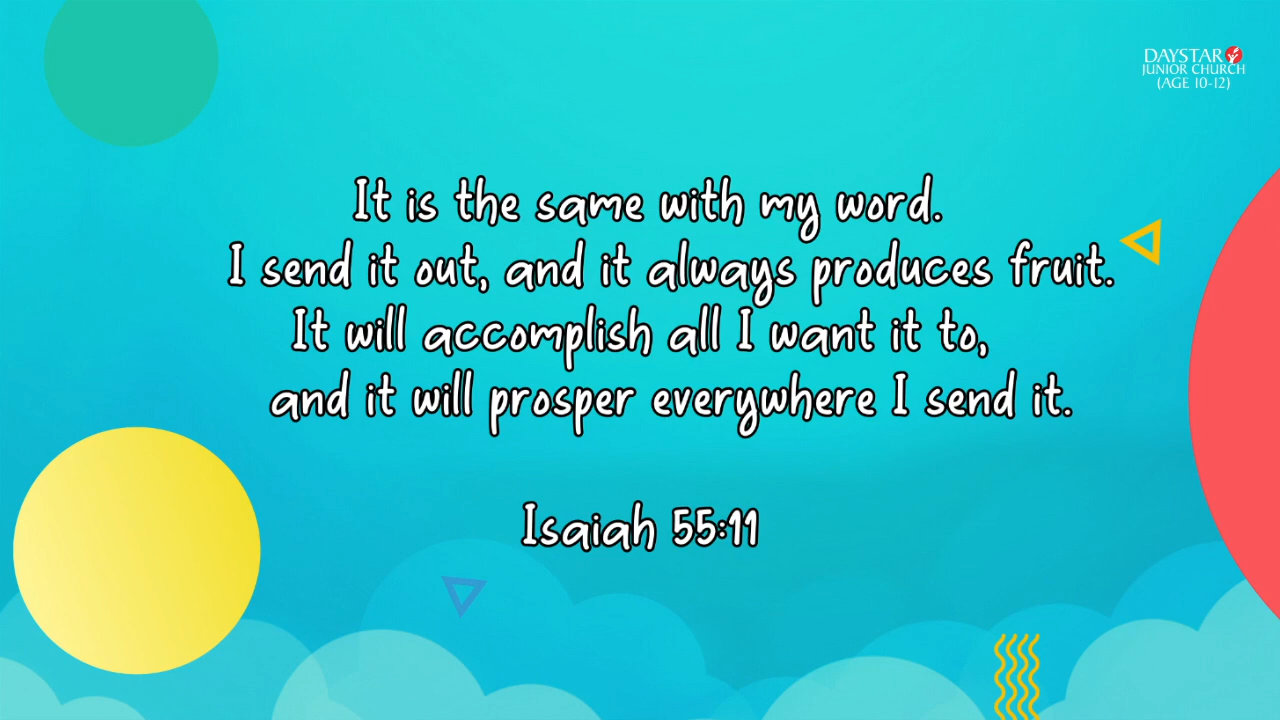 DAYSTAR
JUNIOR CHURCH
(AGE 10-12)
It is the same with my word.
I send it out, and it always produces fruit.
It will accomplish all I want it to,
and it will prosper everywhere I send it.
Isaiah 55:11